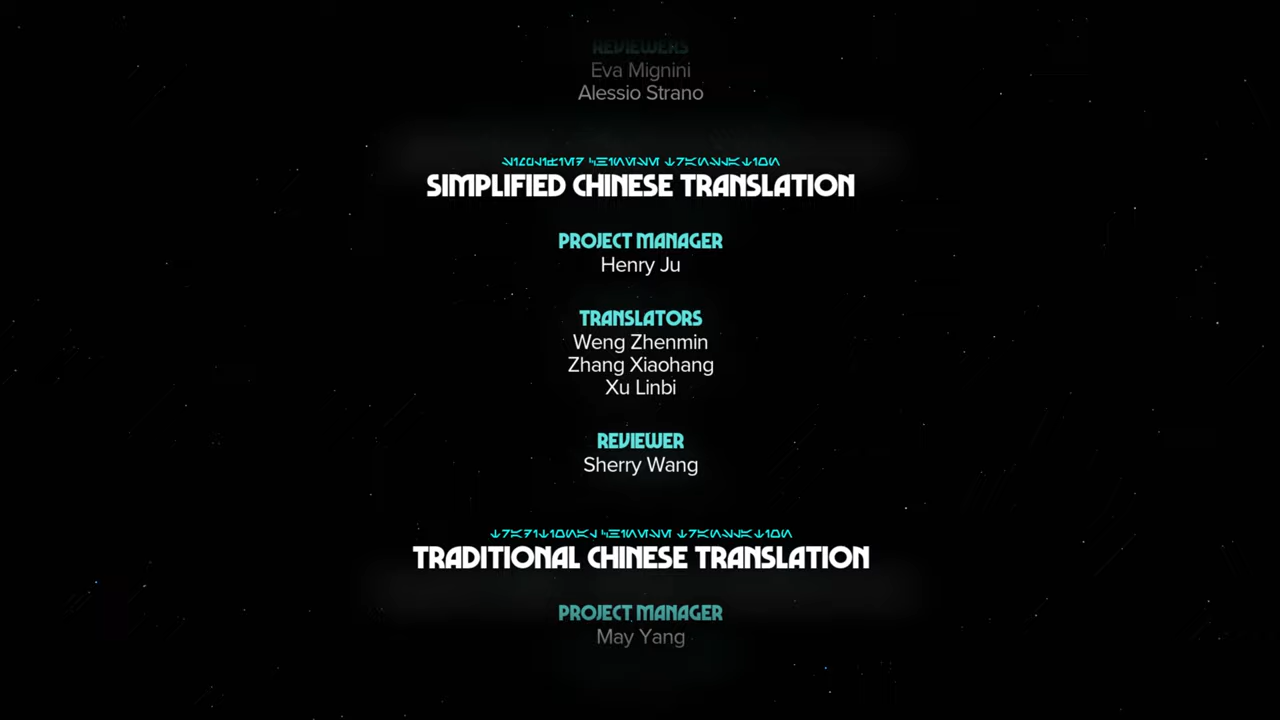 REVIEWERS
Eva Mignini
Alessio Strano
SIMPLIFIED CHINESE TRANSLATION
PROJECT MANAGER
Henry Ju
TRANSLATORS
Weng Zhenmin
Zhang Xiaohang
Xu Linbi
REVIEWER
Sherry Wang
TRADITIONAL CHINESE TRANSLATION
PROJECT MANAGER
May Yang